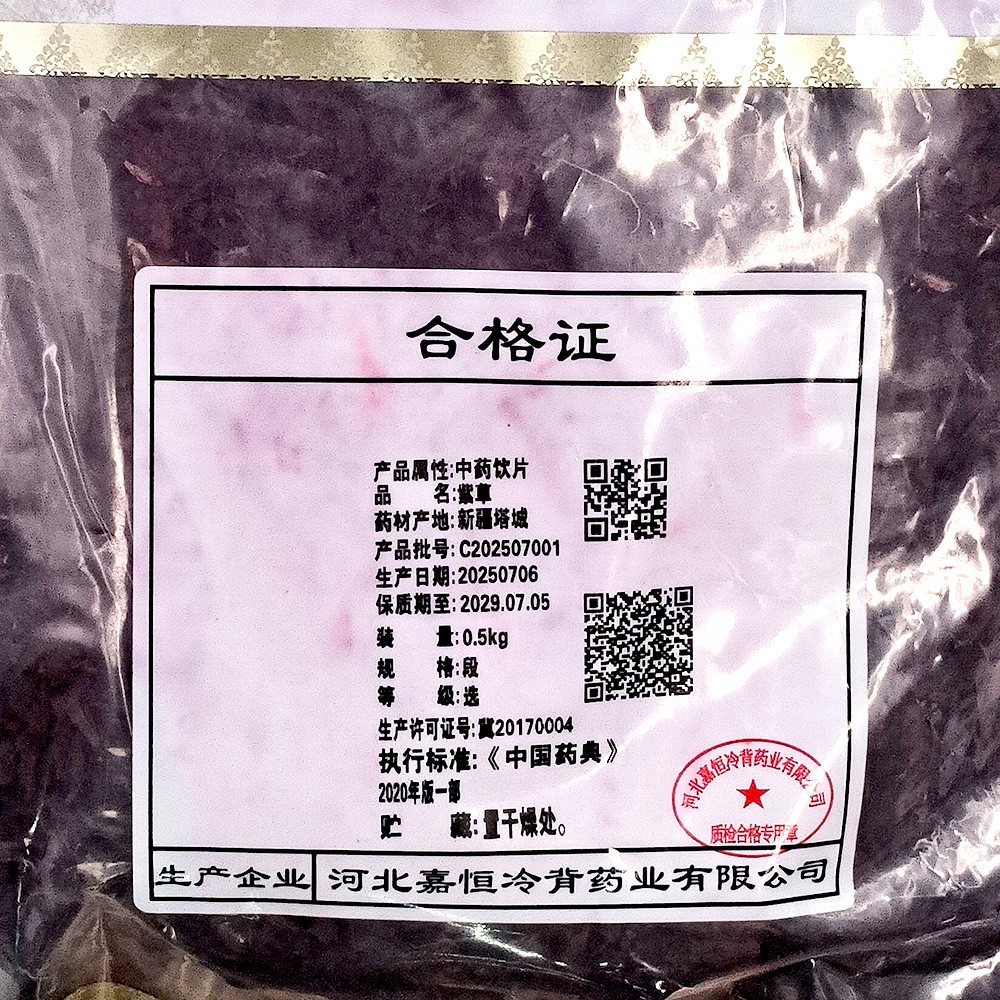 合格证
产品属性:中药饮片
品 名:紫草
药材产地:新疆塔城
产品批号:C202507001
生产日期:20250706
保质期至:2029.07.05
装 量:0.5kg
规 格:段
等 级:选
生产许可证号:冀20170004
执行标准:《中国药典》
2020年版一部
贮 藏:置干燥处。
河北嘉恒冷背药业有限公司
质检合格专用章
生产企业 河北嘉恒冷背药业有限公司